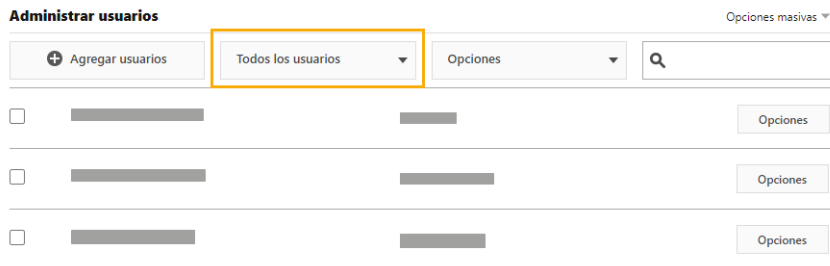 Administrar usuarios
Opciones masivas
Agregar usuarios
Todos los usuarios
Opciones
Opciones
Opciones
Opciones